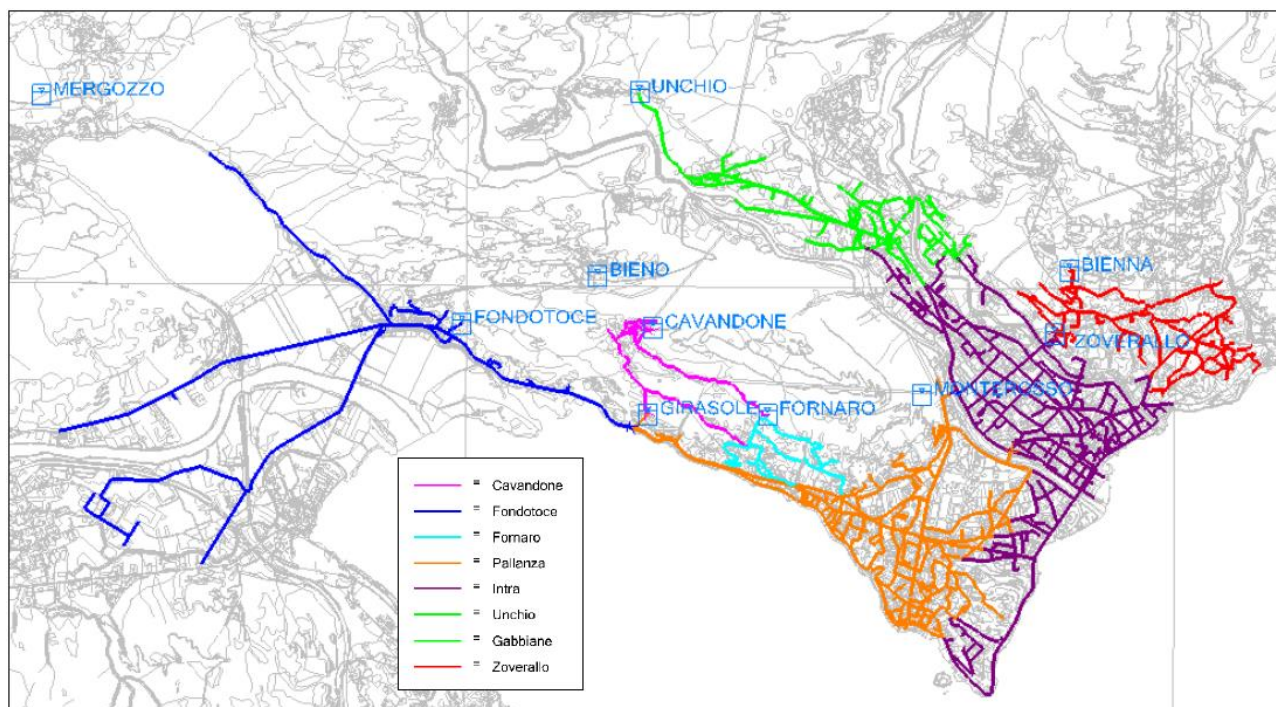 MERGOZZO
UNCHIO
BIENO
BIENNA
FONDOTOCE
CAVANDONE
ZOVERALLO
MONTEROSSO
GIRASOLE
FORNARO
= Cavandone
= Fondotoce
= Fornaro
= Pallanza
= Intra
= Unchio
= Gabbiane
= Zoverallo